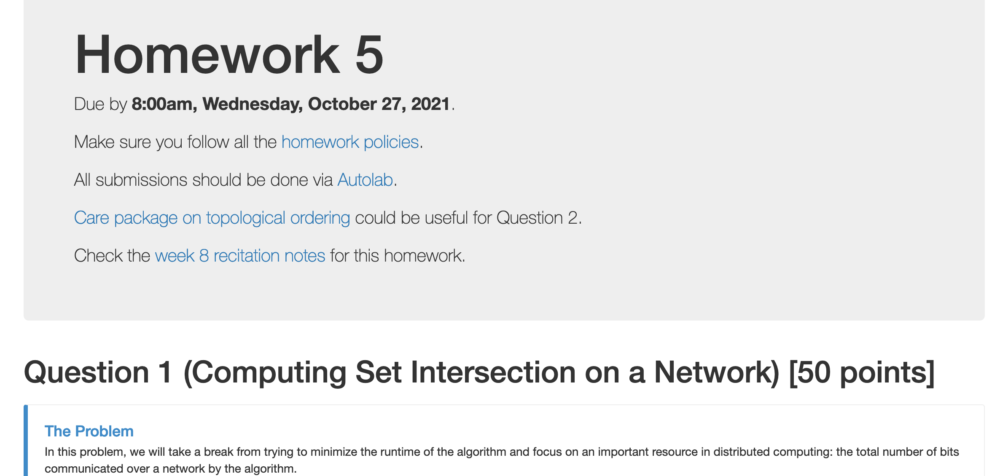 Homework 5
Due by 8:00am, Wednesday, October 27, 2021.
Make sure you follow all the homework policies.
All submissions should be done via Autolab.
Care package on topological ordering could be useful for Question 2.
Check the week 8 recitation notes for this homework.
Question 1 (Computing Set Intersection on a Network) [50 points]
The Problem
In this problem, we will take a break from trying to minimize the runtime of the algorithm and focus on an important resource in distributed computing: the total number of bits
communicated over a network by the algorithm.